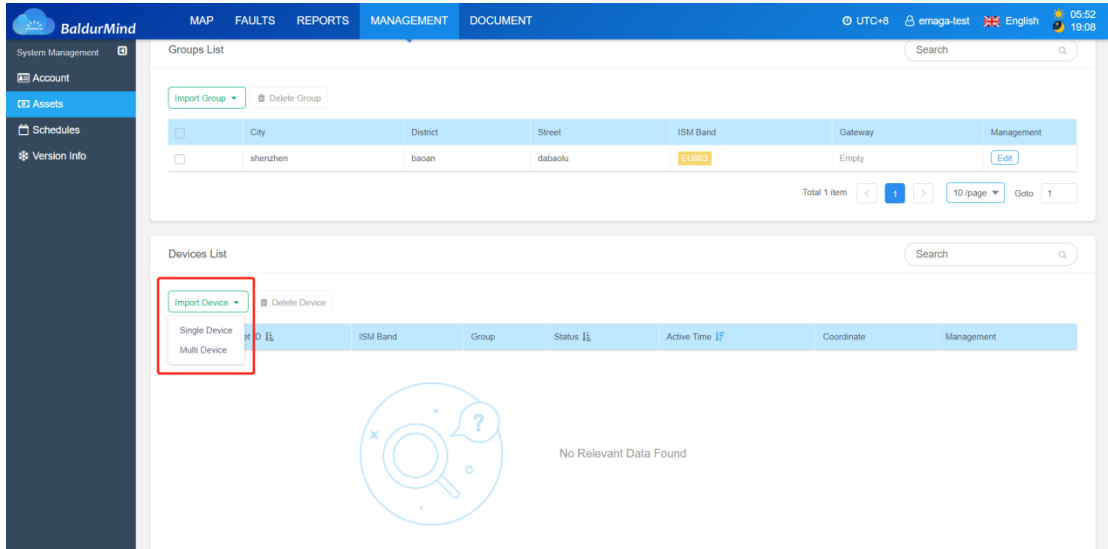 BaldurMind MAP FAULTS REPORTS MANAGEMENT DOCUMENT UTC+8 emaga-test English 05:52
19:08
System Management
Account
Assets
Schedules
Version Info
Groups List Search
Import Group Delete Group
City District Street ISM Band Gateway Management
shenzhen baoan dabaolu EU863 Empty Edit
Total 1 item < 1 > 10 /page Goto 1
Devices List Search
Import Device Delete Device
Single Device
Multi Device
et ID ISM Band Group Status Active Time Coordinate Management
?
No Relevant Data Found